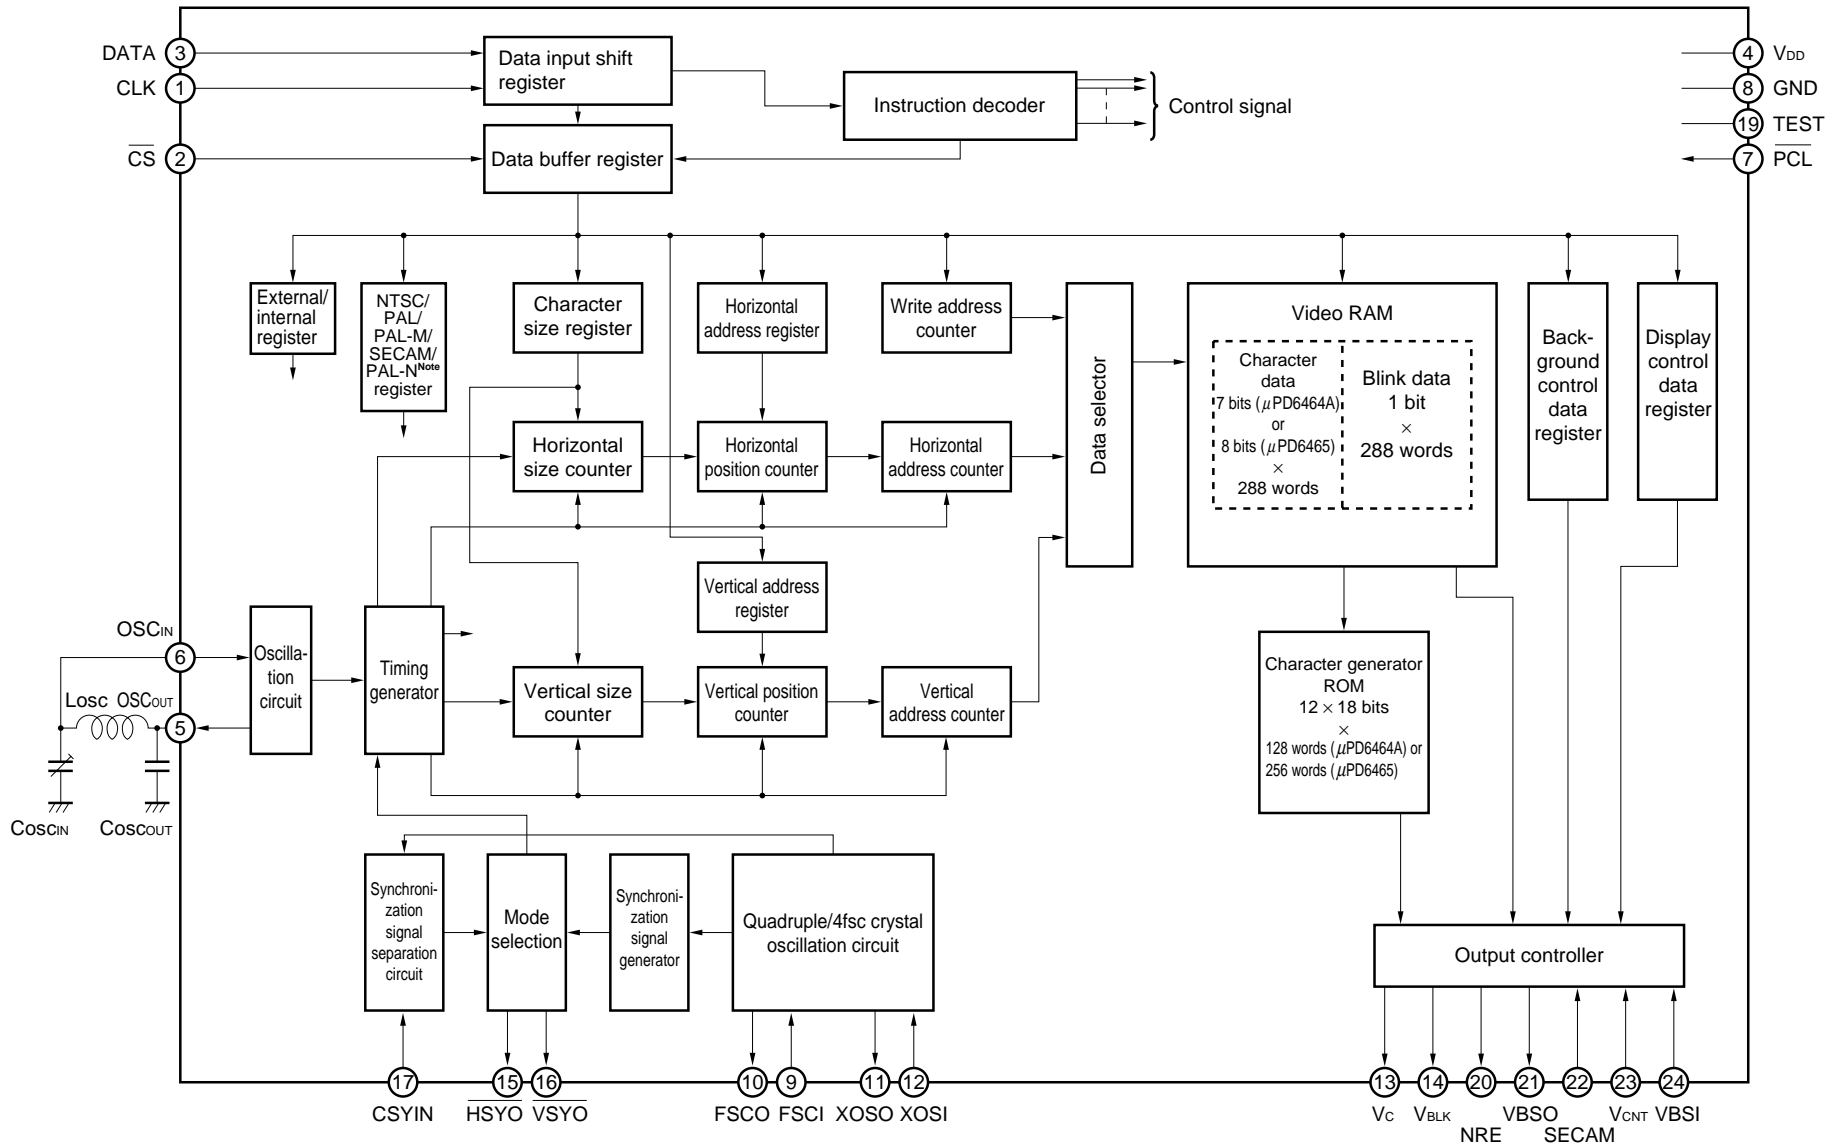 DATA 3
CLK 1
CS 2
Data input shift
register
Data buffer register
Instruction decoder
Control signal
4 VDD
8 GND
19 TEST
7 PCL
External/
internal
register
NTSC/
PAL/
PAL-M/
SECAM/
PAL-N Note
register
Character
size register
Horizontal
address register
Write address
counter
Horizontal
size counter
Horizontal
position counter
Horizontal
address counter
Data selector
Video RAM
Character
data
7 bits (μPD6464A)
or
8 bits (μPD6465)
×
288 words
Blink data
1 bit
×
288 words
Back-
ground
control
data
register
Display
control
data
register
Vertical address
register
OSCIN
6
Oscilla-
tion
circuit
Timing
generator
Losc OSCOUT
5
CoscIN
CoscOUT
Vertical size
counter
Vertical position
counter
Vertical
address counter
Character generator
ROM
12 × 18 bits
×
128 words (μPD6464A) or
256 words (μPD6465)
Synchroni-
zation
signal
separation
circuit
Mode
selection
Synchroni-
zation
signal
generator
Quadruple/4fsc crystal
oscillation circuit
Output controller
17 15 16 10 9 11 12 13 14 20 21 22 23 24
CSYIN HSYO VSYO FSCO FSCI XOSO XOSI VC VBLK VBSO VCNT VBSI
NRE SECAM